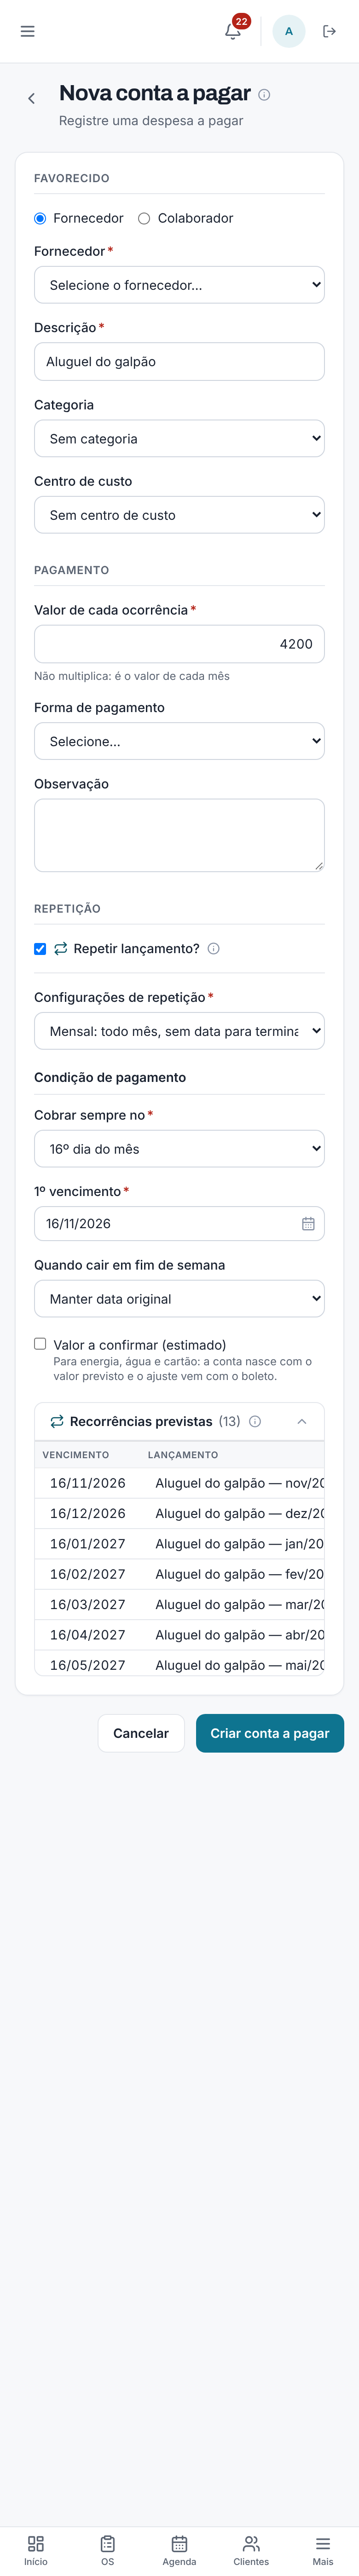 22
A
Nova conta a pagar
Registre uma despesa a pagar
FAVORECIDO
Fornecedor
Colaborador
Fornecedor *
Selecione o fornecedor...
Descrição *
Aluguel do galpão
Categoria
Sem categoria
Centro de custo
Sem centro de custo
PAGAMENTO
Valor de cada ocorrência *
4200
Não multiplica: é o valor de cada mês
Forma de pagamento
Selecione...
Observação
REPETIÇÃO
Repetir lançamento?
Configurações de repetição *
Mensal: todo mês, sem data para termina
Condição de pagamento
Cobrar sempre no *
16º dia do mês
1º vencimento *
16/11/2026
Quando cair em fim de semana
Manter data original
Valor a confirmar (estimado)
Para energia, água e cartão: a conta nasce com o
valor previsto e o ajuste vem com o boleto.
Recorrências previstas (13)
VENCIMENTO LANÇAMENTO
16/11/2026 Aluguel do galpão — nov/20
16/12/2026 Aluguel do galpão — dez/20
16/01/2027 Aluguel do galpão — jan/20
16/02/2027 Aluguel do galpão — fev/20
16/03/2027 Aluguel do galpão — mar/20
16/04/2027 Aluguel do galpão — abr/20
16/05/2027 Aluguel do galpão — mai/20
Cancelar
Criar conta a pagar
Início
OS
Agenda
Clientes
Mais